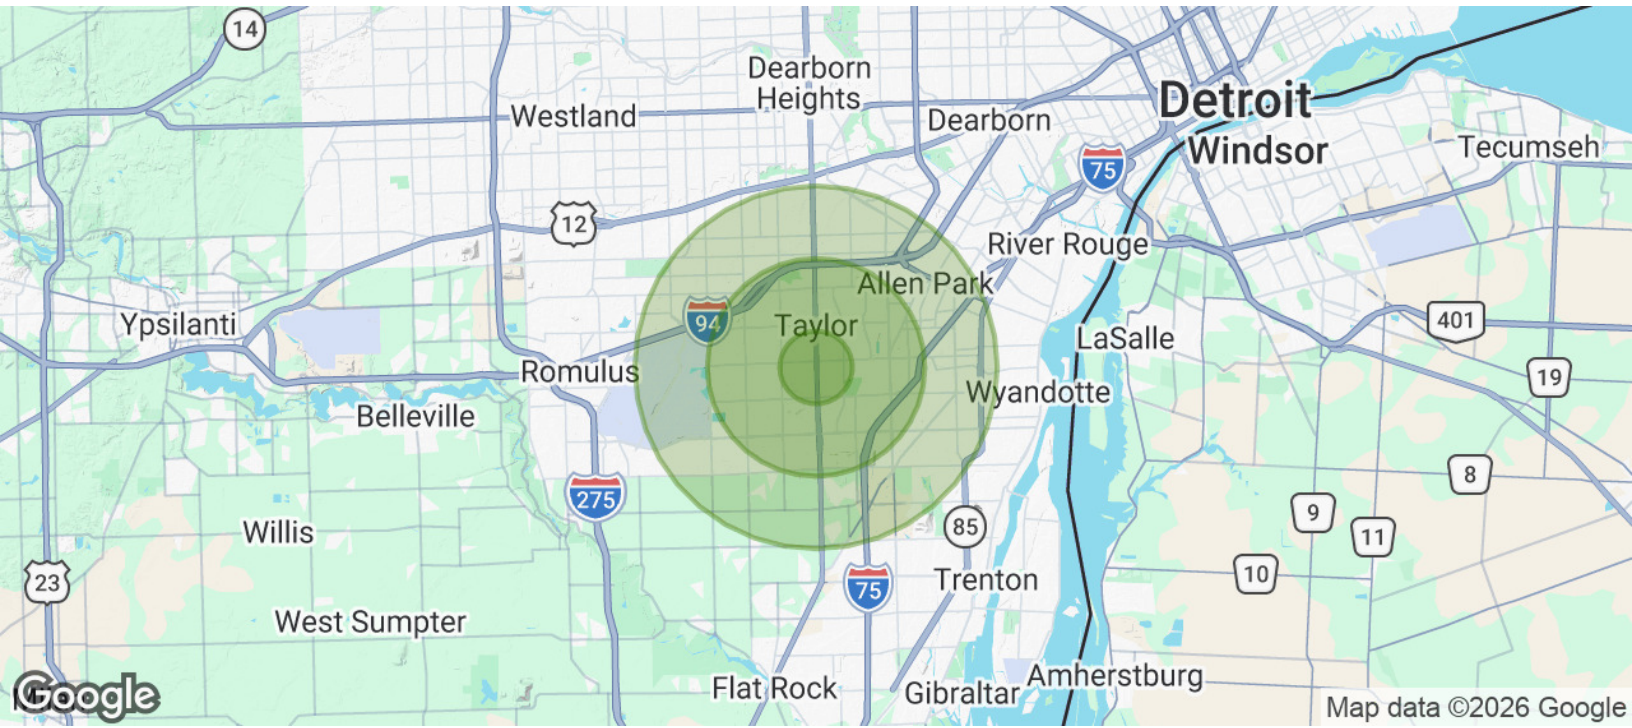 14
Dearborn
Heights
Westland
Dearborn
Detroit
Windsor
Tecumseh
75
12
River Rouge
Allen Park
94
Taylor
Ypsilanti
401
LaSalle
Romulus
19
Wyandotte
Belleville
8
275
9
85
11
Willis
10
23
Trenton
75
West Sumpter
Amherstburg
Flat Rock
Gibraltar
Google
Map data ©2026 Google